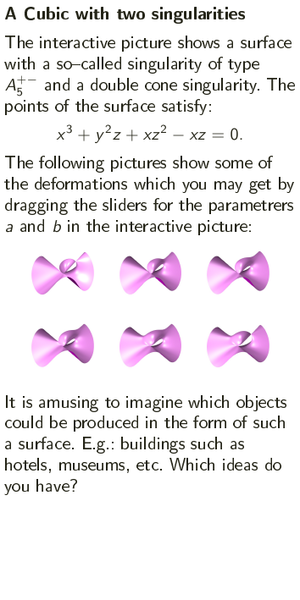 A Cubic with two singularities
The interactive picture shows a surface
with a so–called singularity of type
A₅⁺⁻ and a double cone singularity. The
points of the surface satisfy:
x³ + y²z + xz² − xz = 0.
The following pictures show some of
the deformations which you may get by
dragging the sliders for the parametrers
a and b in the interactive picture:
It is amusing to imagine which objects
could be produced in the form of such
a surface. E.g.: buildings such as
hotels, museums, etc. Which ideas do
you have?